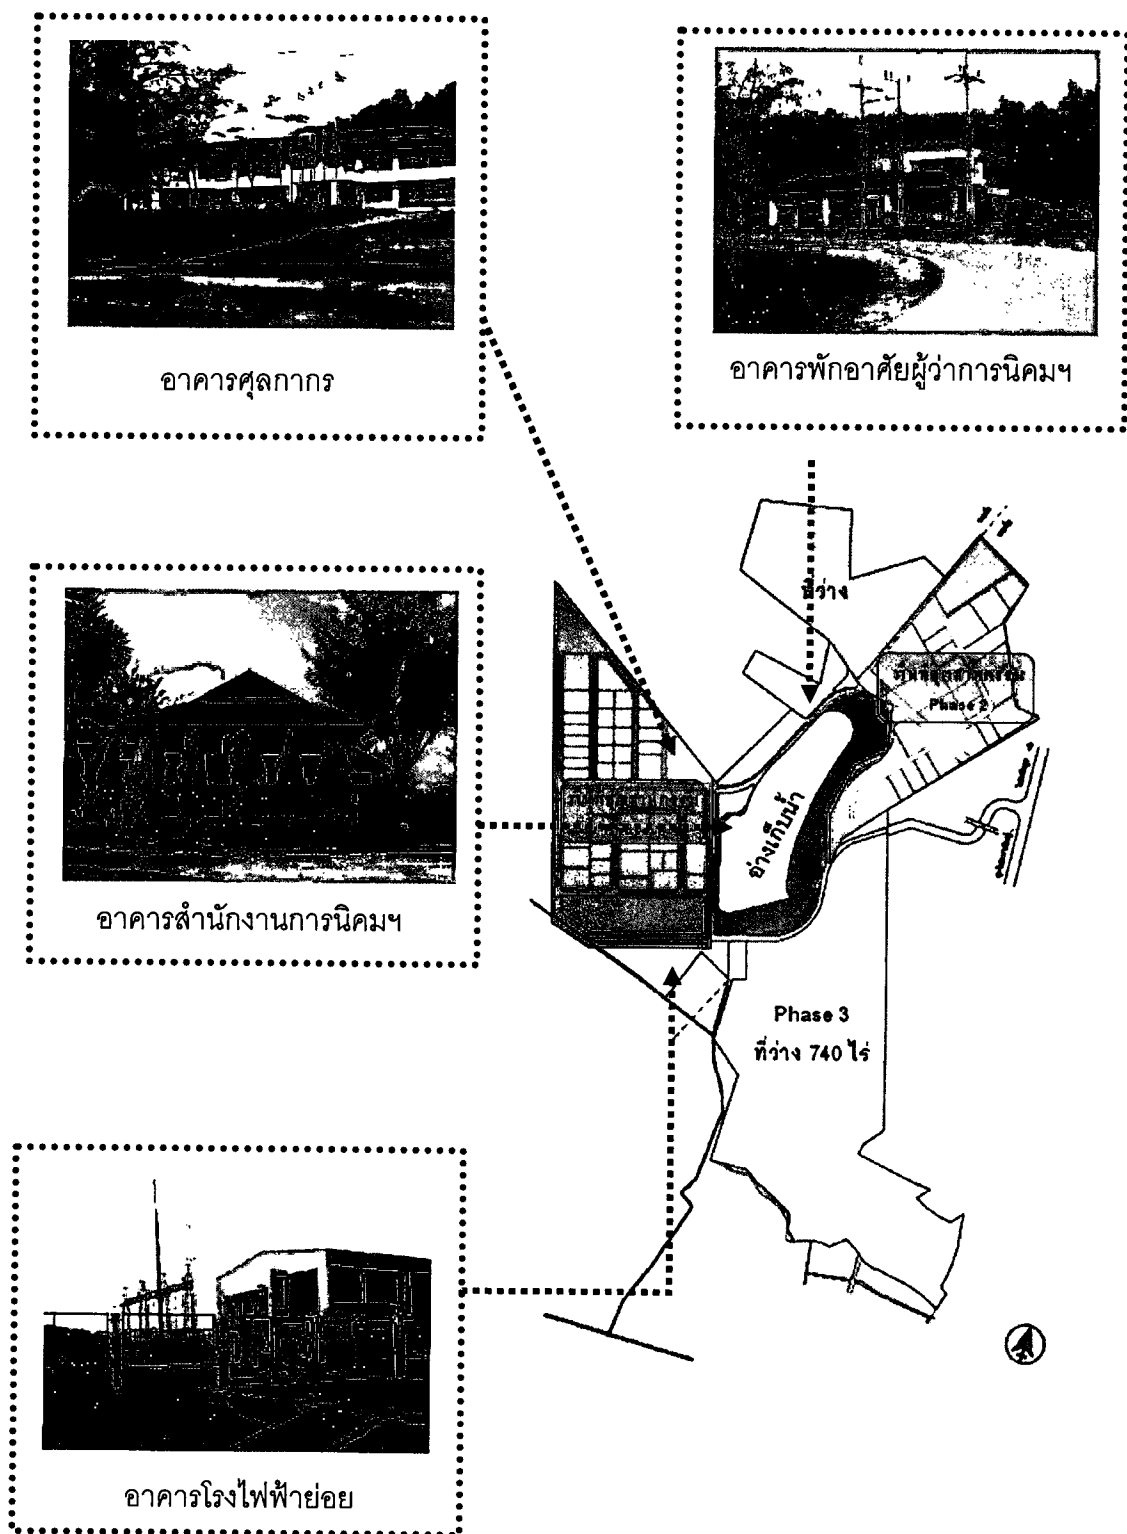 อาคารศุลกากร
อาคารพักอาศัยผู้ว่าการนิคมฯ
ที่ว่าง
Phase 2
อ่างเก็บน้ำ
อาคารสำนักงานการนิคมฯ
Phase 3
ที่ว่าง 740 ไร่
อาคารโรงไฟฟ้าย่อย